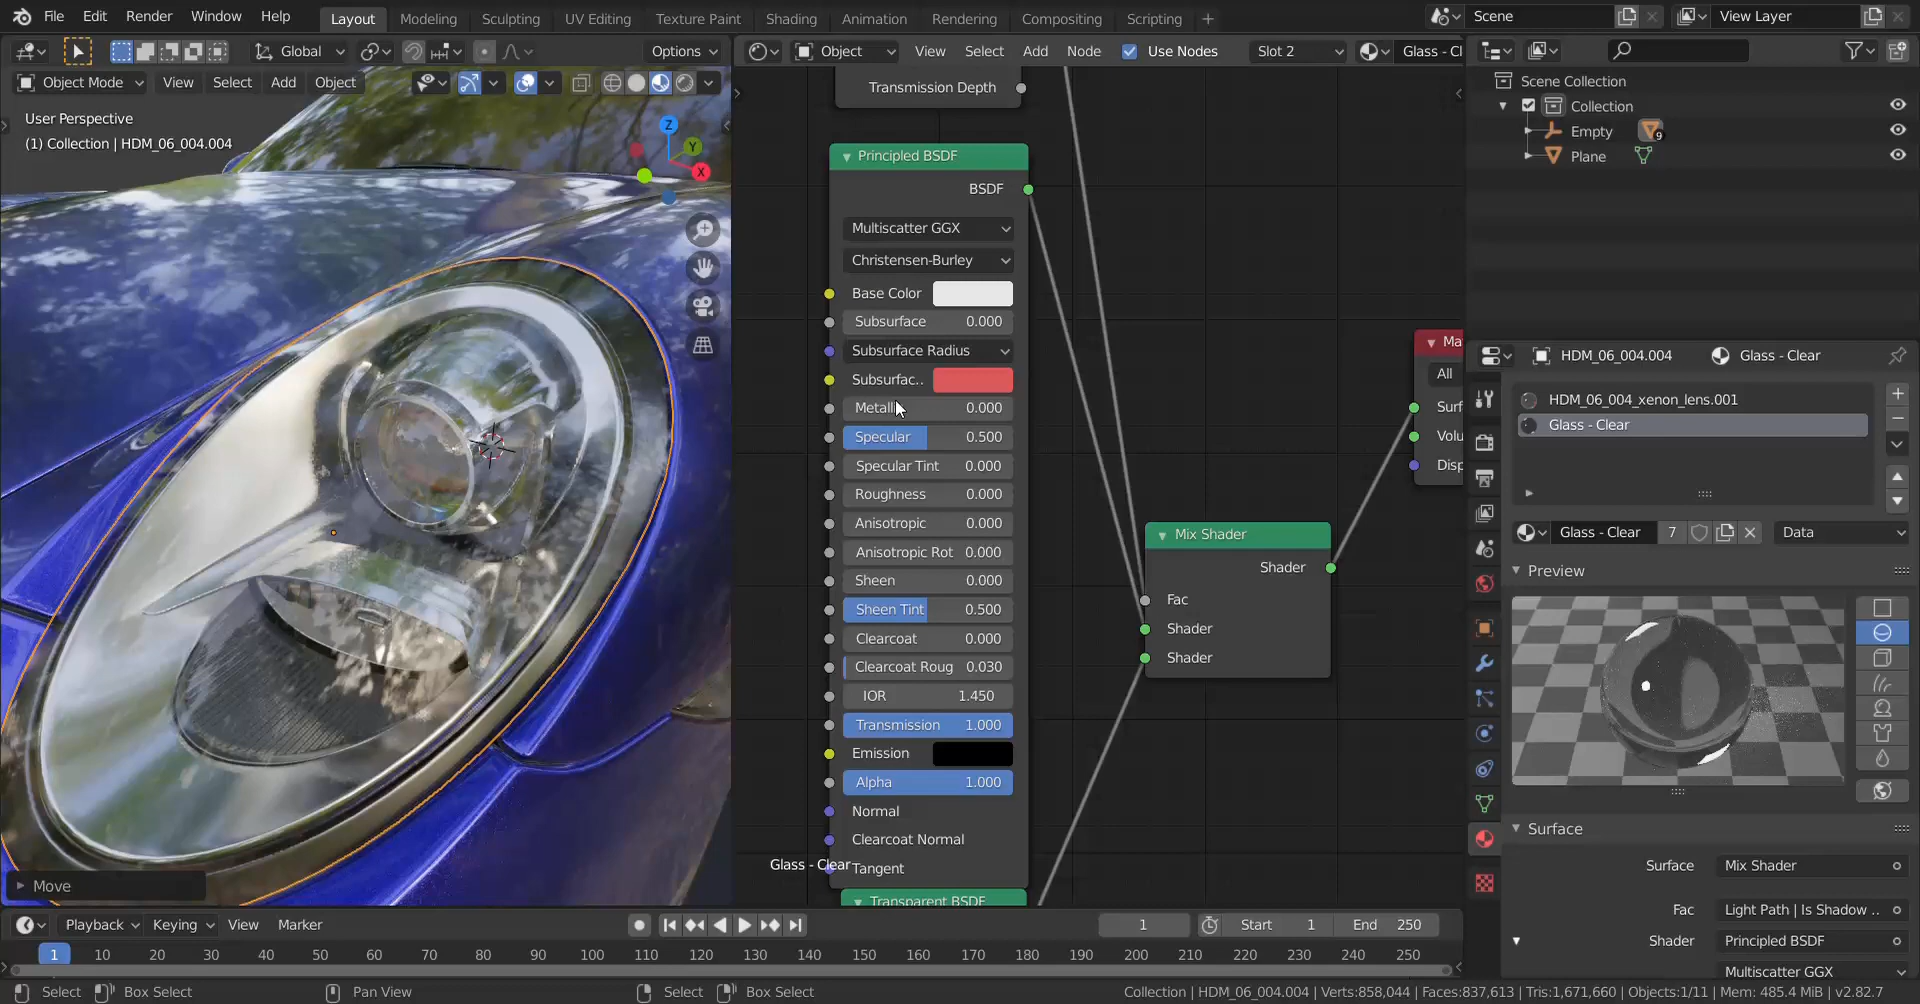 File Edit Render Window Help Layout Modeling Sculpting UV Editing Texture Paint Shading Animation Rendering Compositing Scripting + Scene View Layer
Global Options Object View Select Add Node Use Nodes Slot 2 Glass - Cl
Object Mode View Select Add Object
User Perspective
(1) Collection | HDM_06_004.004
Z
Y
X
Move
Transmission Depth
Principled BSDF
BSDF
Multiscatter GGX
Christensen-Burley
Base Color
Subsurface 0.000
Subsurface Radius
Subsurfac..
Metalli 0.000
Specular 0.500
Specular Tint 0.000
Roughness 0.000
Anisotropic 0.000
Anisotropic Rot 0.000
Sheen 0.000
Sheen Tint 0.500
Clearcoat 0.000
Clearcoat Roug 0.030
IOR 1.450
Transmission 1.000
Emission
Alpha 1.000
Normal
Clearcoat Normal
Tangent
Glass - Clear
Transparent BSDF
Mix Shader
Shader
Fac
Shader
Shader
Ma
All
Surf
Volu
Disp
Scene Collection
Collection
Empty 9
Plane
HDM_06_004.004 Glass - Clear
HDM_06_004_xenon_lens.001
Glass - Clear
Glass - Clear 7 Data
Preview
Surface
Surface Mix Shader
Fac Light Path | Is Shadow ..
Shader Principled BSDF
Multiscatter GGX
Playback Keying View Marker 1 Start 1 End 250
1 10 20 30 40 50 60 70 80 90 100 110 120 130 140 150 160 170 180 190 200 210 220 230 240 250
Select Box Select Pan View Select Box Select Collection | HDM_06_004.004 | Verts:858,044 | Faces:837,613 | Tris:1,671,660 | Objects:1/11 | Mem: 485.4 MiB | v2.82.7